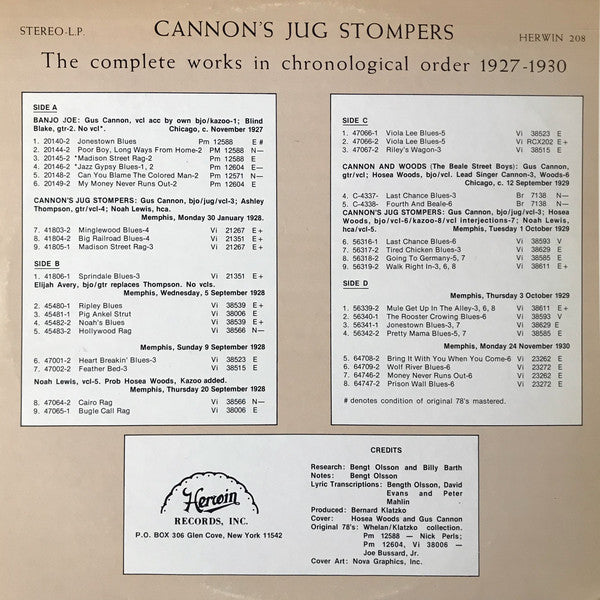 STEREO-L.P.
CANNON'S JUG STOMPERS
HERWIN 208
The complete works in chronological order 1927-1930
SIDE A
BANJO JOE: Gus Cannon, vcl acc by own bjo/kazoo-1; Blind
Blake, gtr-2. No vcl*. Chicago, c. November 1927
1. 20140-2 Jonestown Blues Pm 12588 E #
2. 20144-2 Poor Boy, Long Ways From Home-2 Pm 12571 N—
3. 20145-2 *Madison Street Rag-2 Pm 12588 E
4. 20146-2 *Jazz Gypsy Blues-1, 2 Pm 12604 E—
5. 20148-2 Can You Blame The Colored Man-2 Pm 12571 N—
6. 20149-2 My Money Never Runs Out-2 Pm 12604 E
CANNON'S JUG STOMPERS: Gus Cannon, bjo/jug/vcl-3; Ashley
Thompson, gtr/vcl-4; Noah Lewis, hca.
Memphis, Monday 30 January 1928.
7. 41803-2 Minglewood Blues-4 Vi 21267 E+
8. 41804-2 Big Railroad Blues-4 Vi 21351 E+
9. 41805-1 Madison Street Rag-3 Vi 21267 E+
SIDE B
1. 41806-1 Sprindale Blues-3 Vi 21351 E+
Elijah Avery, bjo/gtr replaces Thompson. No vcls.
Memphis, Wednesday, 5 September 1928
2. 45480-1 Ripley Blues Vi 38539 E+
3. 45481-1 Pig Ankel Strut Vi 38006 E
4. 45482-2 Noah's Blues Vi 38539 E+
5. 45483-2 Hollywood Rag Vi 38566 N—
Memphis, Sunday 9 September 1928
6. 47001-2 Heart Breakin' Blues-3 Vi 38523 E
7. 47002-2 Feather Bed-3 Vi 38515 E
Noah Lewis, vcl-5. Prob Hosea Woods, Kazoo added.
Memphis, Thursday 20 September 1928
8. 47064-2 Cairo Rag Vi 38566 N—
9. 47065-1 Bugle Call Rag Vi 38006 E
SIDE C
1. 47066-1 Viola Lee Blues-5 Vi 38523 E
2. 47066-2 Viola Lee Blues-5 Vi RCX202 E+
3. 47067-2 Riley's Wagon-3 Vi 38515 E
CANNON AND WOODS (The Beale Street Boys): Gus Cannon,
gtr/vcl; Hosea Woods, bjo/vcl. Lead Singer Cannon-3, Woods-6
Chicago, c. 12 September 1929
4. C-4337- Last Chance Blues-3 Br 7138 N—
5. C-4338- Fourth And Beale-6 Br 7138 N—
CANNON'S JUG STOMPERS: Gus Cannon, bjo/jug/vcl-3; Hosea
Woods, bjo/vcl-6/kazoo-8/vcl interjections-7; Noah Lewis,
hca/vcl-5. Memphis, Tuesday 1 October 1929
6. 56316-1 Last Chance Blues-6 Vi 38593 V
7. 56317-2 Tired Chicken Blues-3 Vi 38629 E
8. 56318-2 Going To Germany-5, 7 Vi 38585 E
9. 56319-2 Walk Right In-3, 6, 8 Vi 38611 E+
SIDE D
Memphis, Thursday 3 October 1929
1. 56339-2 Mule Get Up In The Alley-3, 6, 8 Vi 38611 E+
2. 56340-1 The Rooster Crowing Blues-6 Vi 38593 V
3. 56341-1 Jonestown Blues-3, 7 Vi 38629 E
4. 56342-2 Pretty Mama Blues-5, 7 Vi 38585 E
Memphis, Monday 24 November 1930
5. 64708-2 Bring It With You When You Come-6 Vi 23262 E
6. 64709-2 Wolf River Blues-6 Vi 23272 E
7. 64746-2 Money Never Runs Out-6 Vi 23262 E
8. 64747-2 Prison Wall Blues-6 Vi 23272 E
# denotes condition of original 78's mastered.
Herwin
RECORDS, INC.
P.O. BOX 306 Glen Cove, New York 11542
CREDITS
Research: Bengt Olsson and Billy Barth
Notes: Bengt Olsson
Lyric Transcriptions: Bength Olsson, David
Evans and Peter
Mahlin
Produced: Bernard Klatzko
Cover: Hosea Woods and Gus Cannon
Original 78's: Whelan/Klatzko collection.
Pm 12588 — Nick Perls;
Pm 12604, Vi 38006 —
Joe Bussard, Jr.
Cover Art: Nova Graphics, Inc.